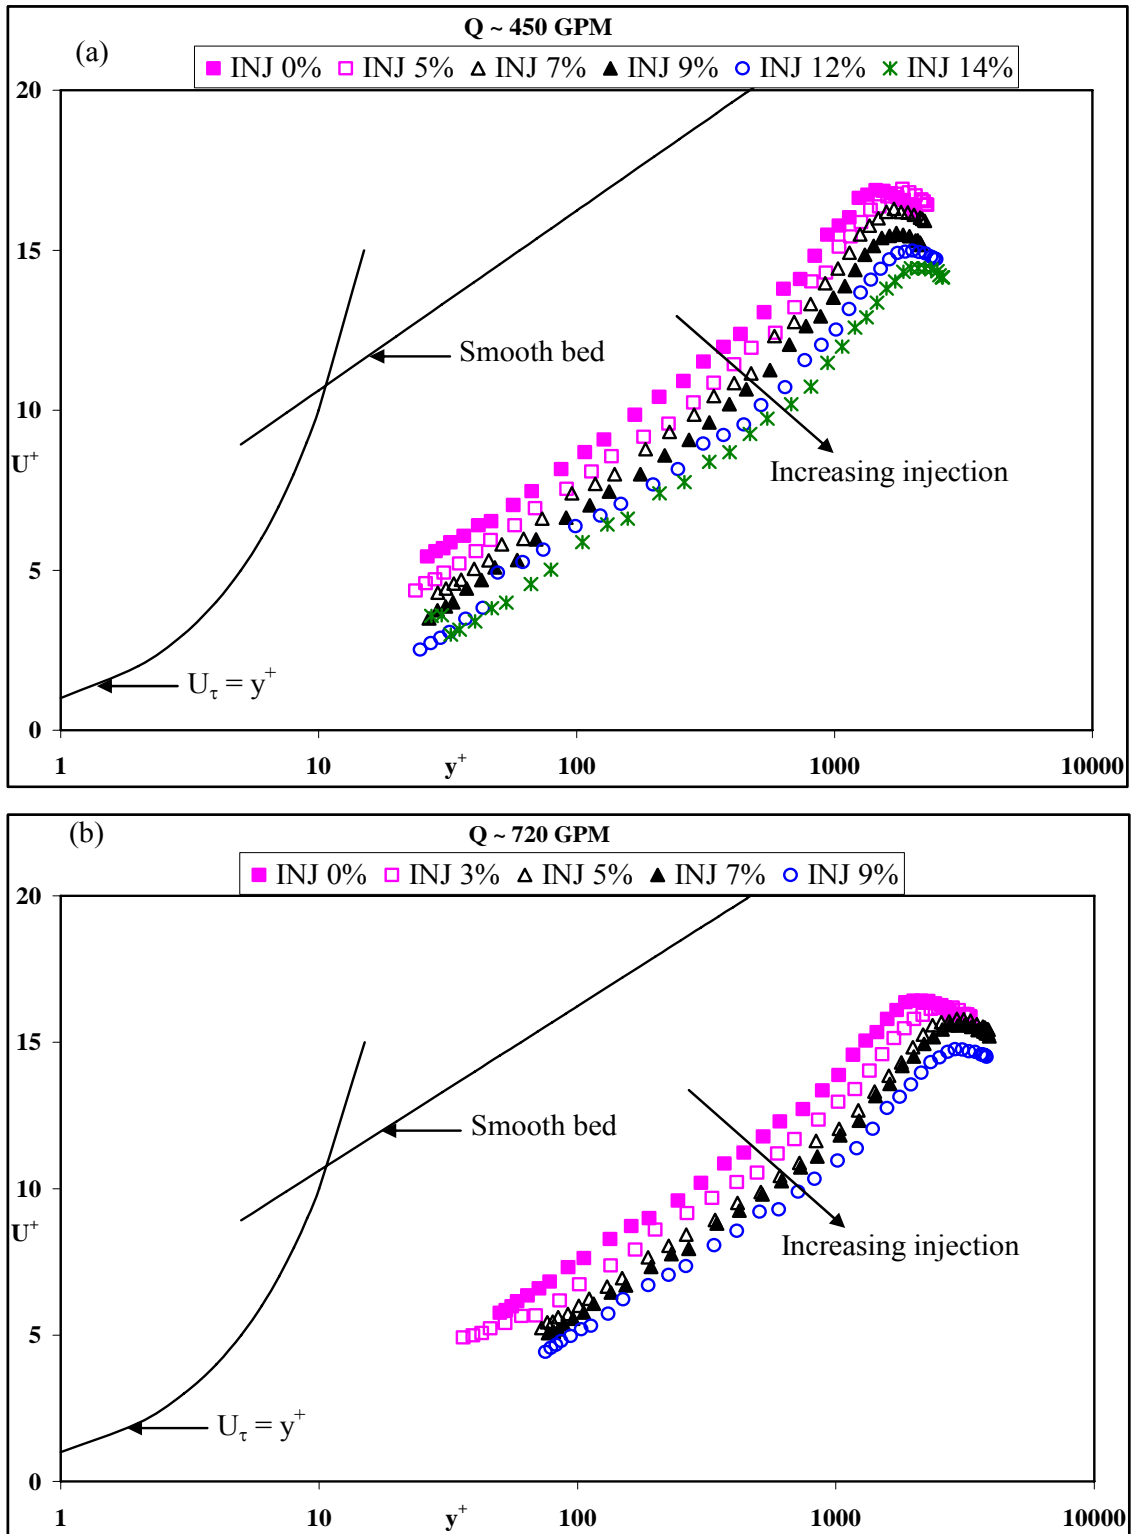 Q ~ 450 GPM
(a)
INJ 0% INJ 5% INJ 7% INJ 9% INJ 12% INJ 14%
20
15
Smooth bed
10
U+
Increasing injection
5
Uτ = y+
0
1 10 100 1000 10000
y+
Q ~ 720 GPM
(b)
INJ 0% INJ 3% INJ 5% INJ 7% INJ 9%
20
15
Smooth bed
10
U+
Increasing injection
5
Uτ = y+
0
1 10 100 1000 10000
y+